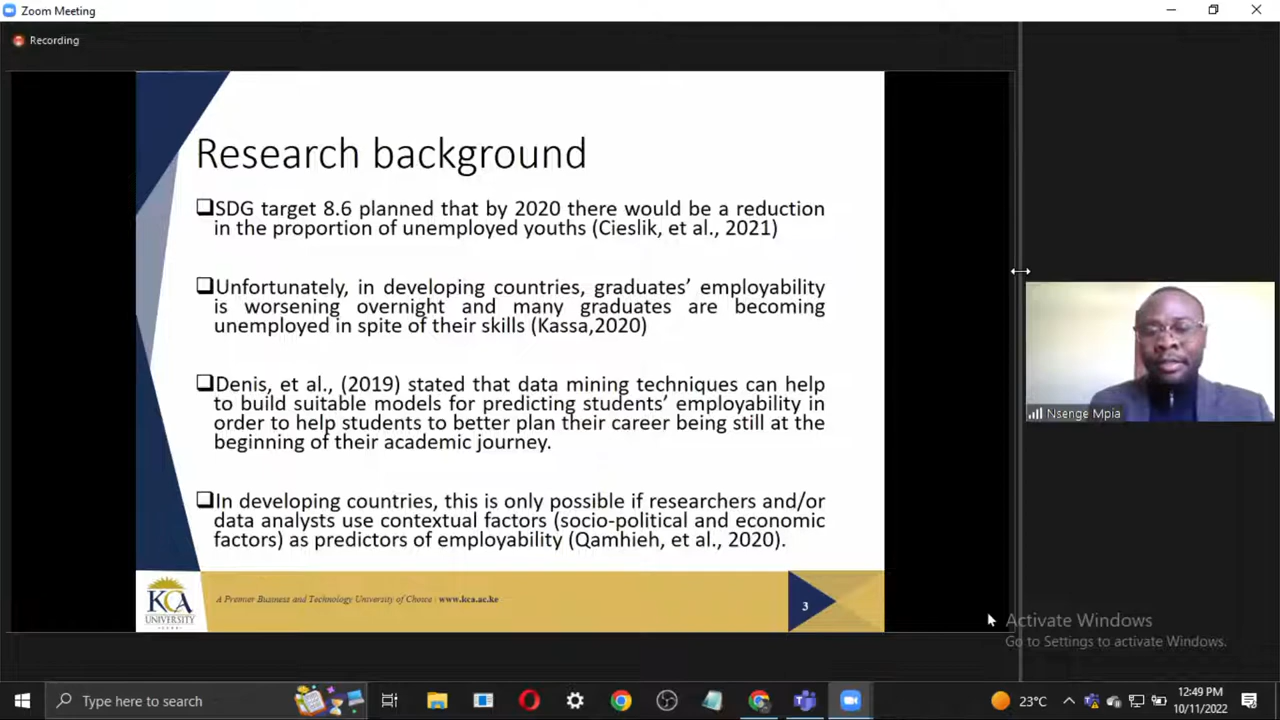 Zoom Meeting
Recording
Research background
SDG target 8.6 planned that by 2020 there would be a reduction
in the proportion of unemployed youths (Cieslik, et al., 2021)
Unfortunately, in developing countries, graduates’ employability
is worsening overnight and many graduates are becoming
unemployed in spite of their skills (Kassa,2020)
Denis, et al., (2019) stated that data mining techniques can help
to build suitable models for predicting students’ employability in
order to help students to better plan their career being still at the
beginning of their academic journey.
In developing countries, this is only possible if researchers and/or
data analysts use contextual factors (socio-political and economic
factors) as predictors of employability (Qamhieh, et al., 2020).
KCA
UNIVERSITY
A Premier Business and Technology University of Choice | www.kca.ac.ke
3
Nsenge Mpia
Activate Windows
Go to Settings to activate Windows.
Type here to search
23°C
12:49 PM
10/11/2022